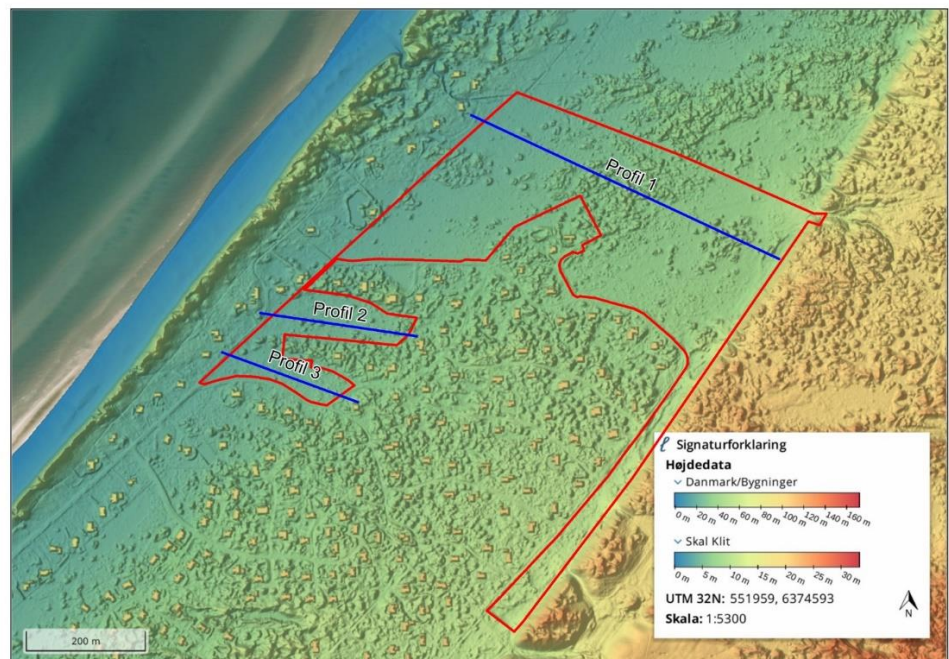 Profil 1
Profil 2
Profil 3
Signaturforklaring
Højdedata
Danmark/Bygninger
0 m 20 m 40 m 60 m 80 m 100 m 120 m 140 m 160 m
Skal Klit
0 m 5 m 10 m 15 m 20 m 25 m 30 m
UTM 32N: 551959, 6374593
Skala: 1:5300
N
200 m